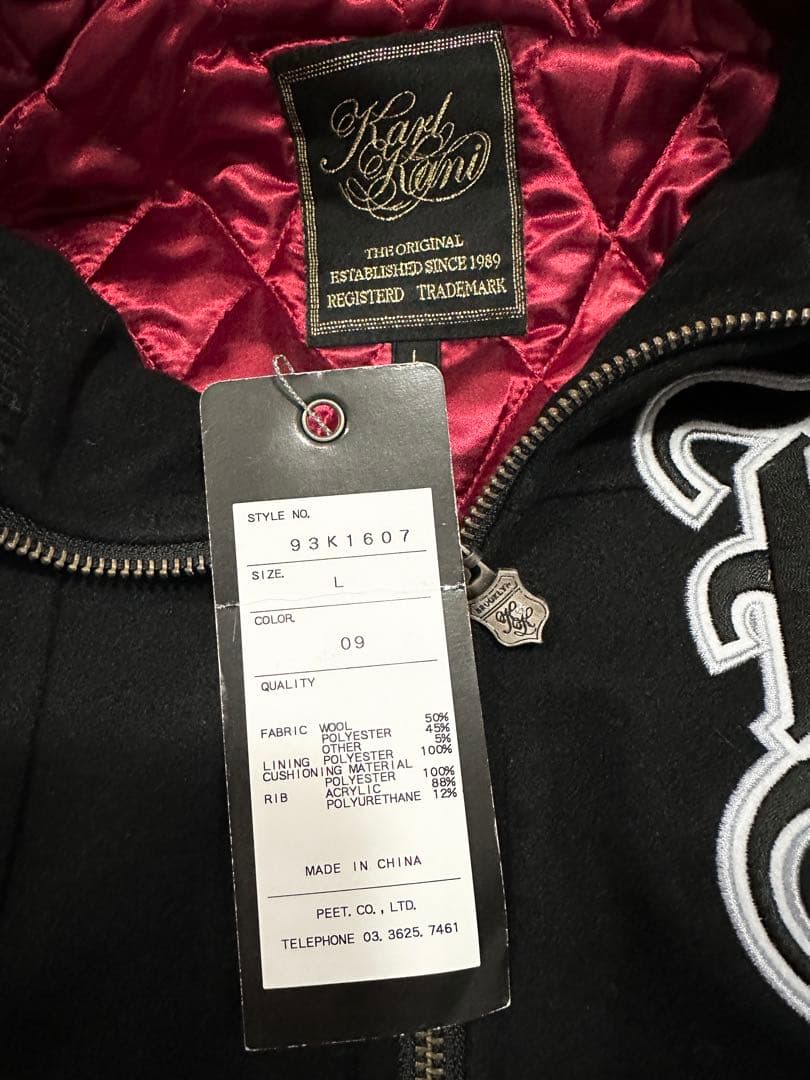 Karl
Kani
THE ORIGINAL
ESTABLISHED SINCE 1989
REGISTERD TRADEMARK
L
STYLE NO.
93K1607
SIZE. L
COLOR.
09
QUALITY
FABRIC WOOL 50%
POLYESTER 45%
OTHER 5%
LINING POLYESTER 100%
CUSHIONING MATERIAL
POLYESTER 100%
RIB ACRYLIC 88%
POLYURETHANE 12%
MADE IN CHINA
PEET. CO., LTD.
TELEPHONE 03. 3625. 7461
BROOKLYN
KK